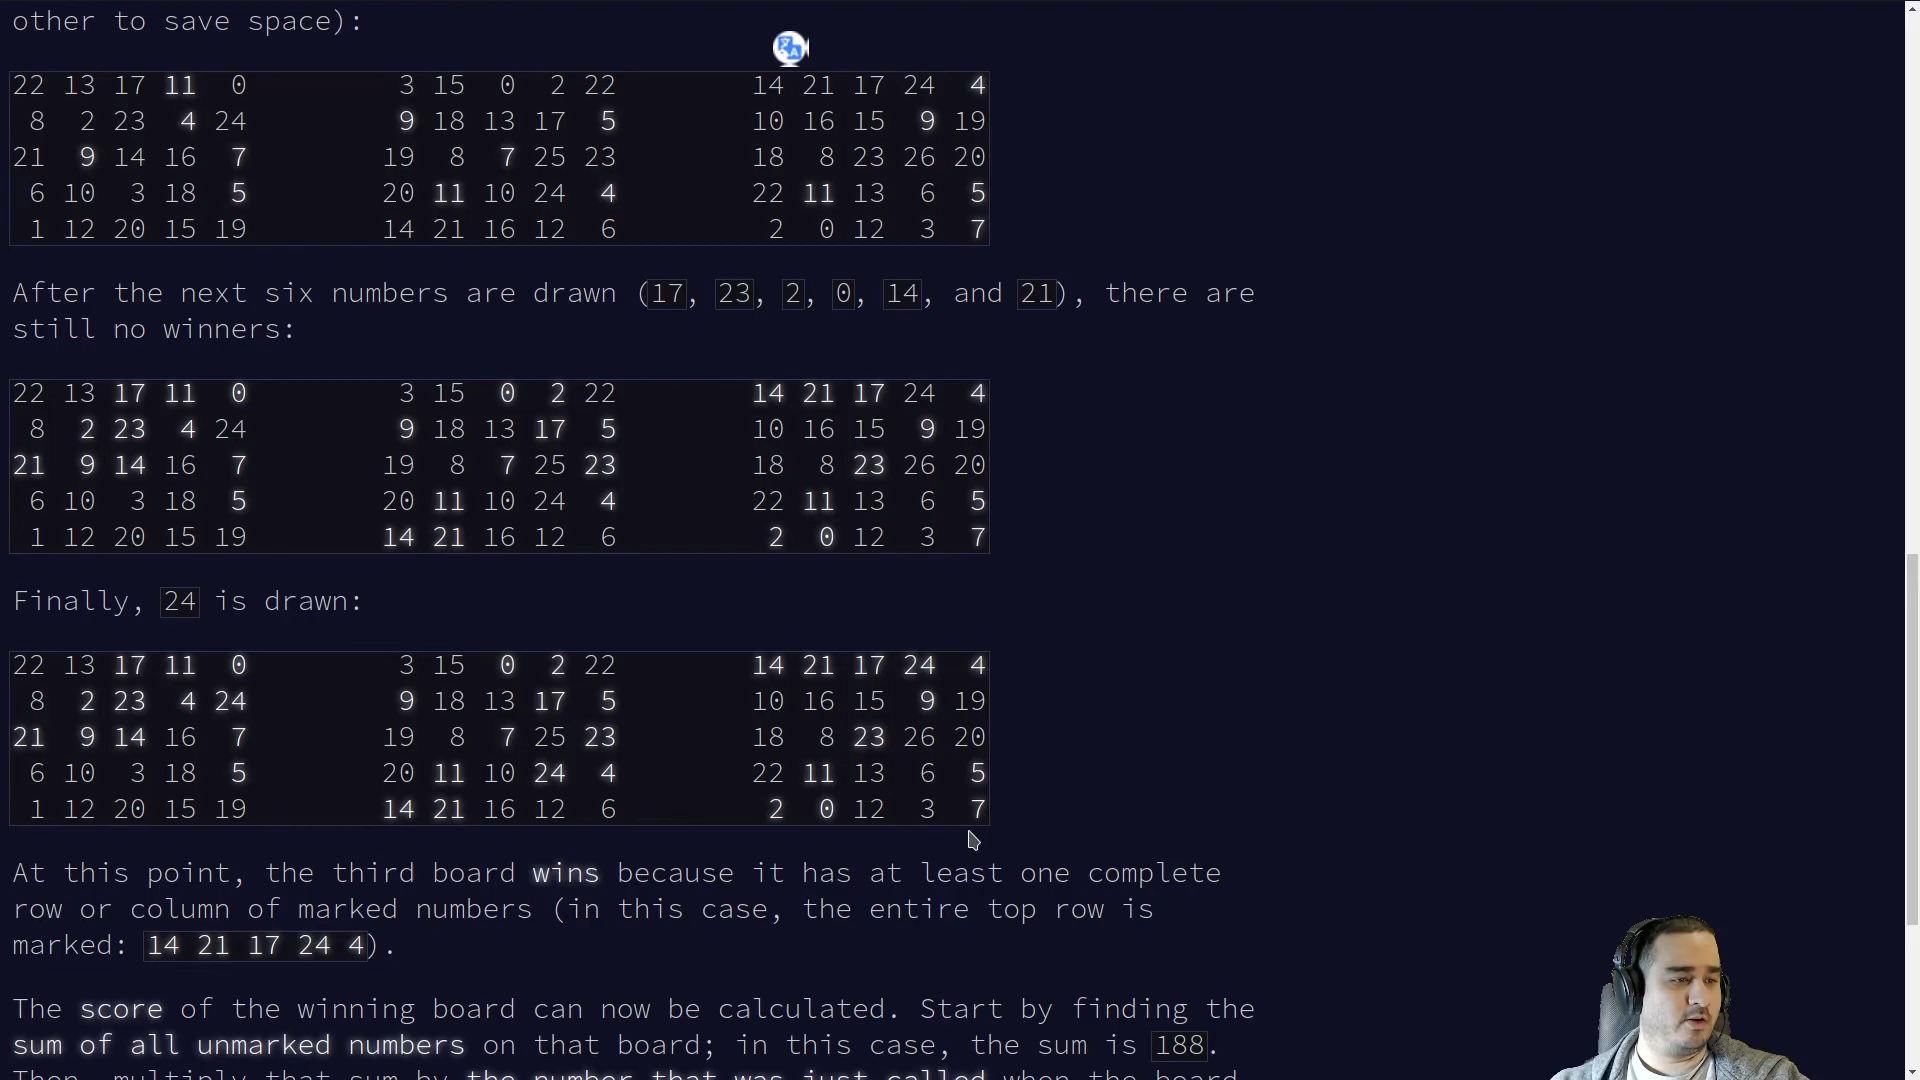 other to save space):
22 13 17 11 0 3 15 0 2 22 14 21 17 24 4
8 2 23 4 24 9 18 13 17 5 10 16 15 9 19
21 9 14 16 7 19 8 7 25 23 18 8 23 26 20
6 10 3 18 5 20 11 10 24 4 22 11 13 6 5
1 12 20 15 19 14 21 16 12 6 2 0 12 3 7
After the next six numbers are drawn (17, 23, 2, 0, 14, and 21), there are
still no winners:
22 13 17 11 0 3 15 0 2 22 14 21 17 24 4
8 2 23 4 24 9 18 13 17 5 10 16 15 9 19
21 9 14 16 7 19 8 7 25 23 18 8 23 26 20
6 10 3 18 5 20 11 10 24 4 22 11 13 6 5
1 12 20 15 19 14 21 16 12 6 2 0 12 3 7
Finally, 24 is drawn:
22 13 17 11 0 3 15 0 2 22 14 21 17 24 4
8 2 23 4 24 9 18 13 17 5 10 16 15 9 19
21 9 14 16 7 19 8 7 25 23 18 8 23 26 20
6 10 3 18 5 20 11 10 24 4 22 11 13 6 5
1 12 20 15 19 14 21 16 12 6 2 0 12 3 7
At this point, the third board wins because it has at least one complete
row or column of marked numbers (in this case, the entire top row is
marked: 14 21 17 24 4).
The score of the winning board can now be calculated. Start by finding the
sum of all unmarked numbers on that board; in this case, the sum is 188.
Then, multiply that sum by the number that was just called when the board